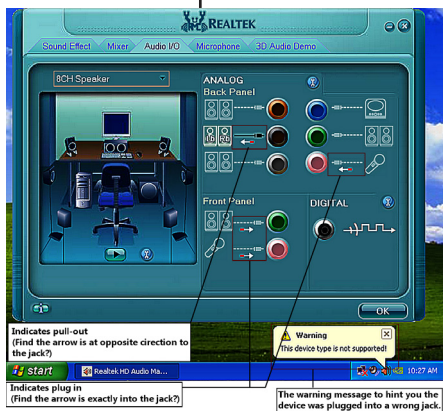 REALTEK
Sound Effect Mixer Audio I/O Microphone 3D Audio Demo
8CH Speaker
ANALOG
Back Panel
Front Panel
DIGITAL
OK
Indicates pull-out
(Find the arrow is at opposite cirection to
the jack?)
Warning
This device type is not supported!
start
Realtek HD Audio Ma...
10:27 AM
Indicates plug in
(Find the arrow is exactly into the jack?)
The warning message to hint you the
device was plugged into a wrong jack.